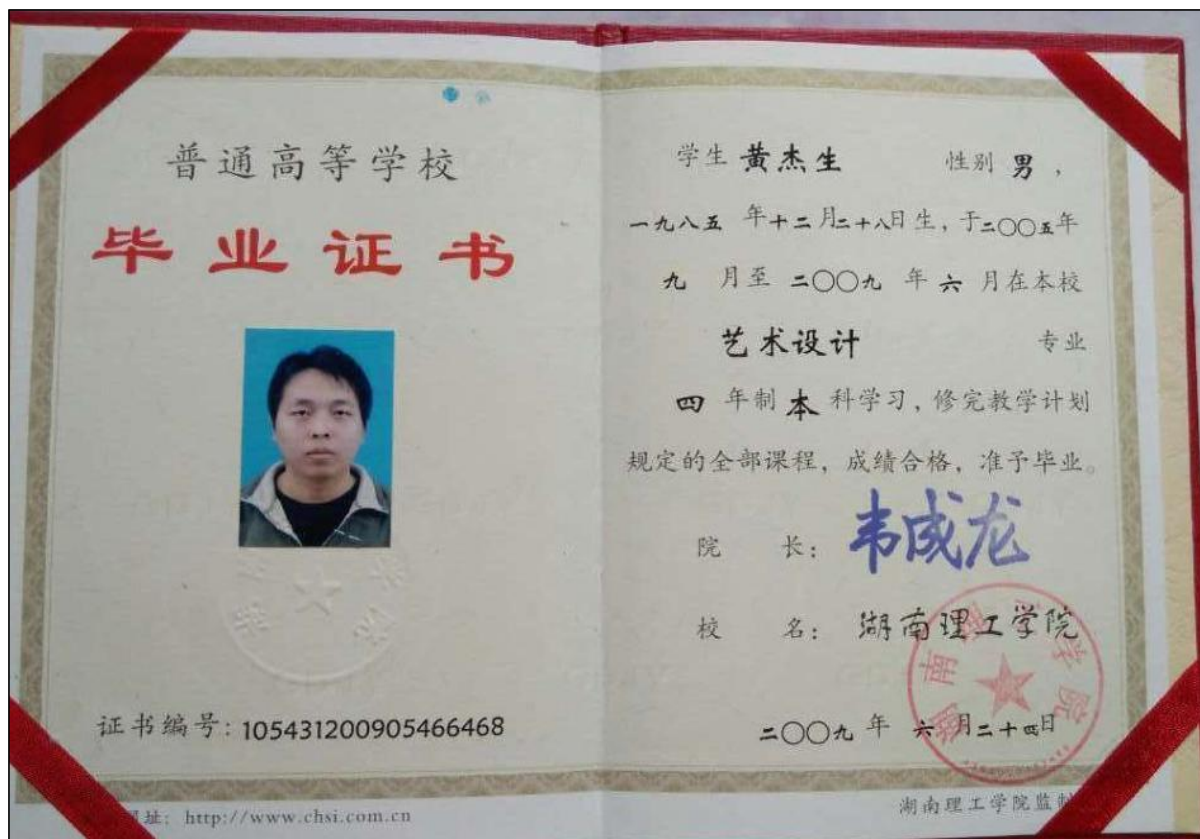 普通高等学校
毕业证书
证书编号:105431200905466468
址: http://www.chsi.com.cn
学生 黄杰生 性别 男,
一九八五 年十二月二十八日生,于二〇〇五年
九 月至 二〇〇九 年 六 月在本校
艺术设计 专业
四 年制 本 科学习,修完教学计划
规定的全部课程,成绩合格,准予毕业。
院 长: 韦成龙
校 名: 湖南理工学院
二〇〇九 年 六 月二十四日
湖南理工学院监制